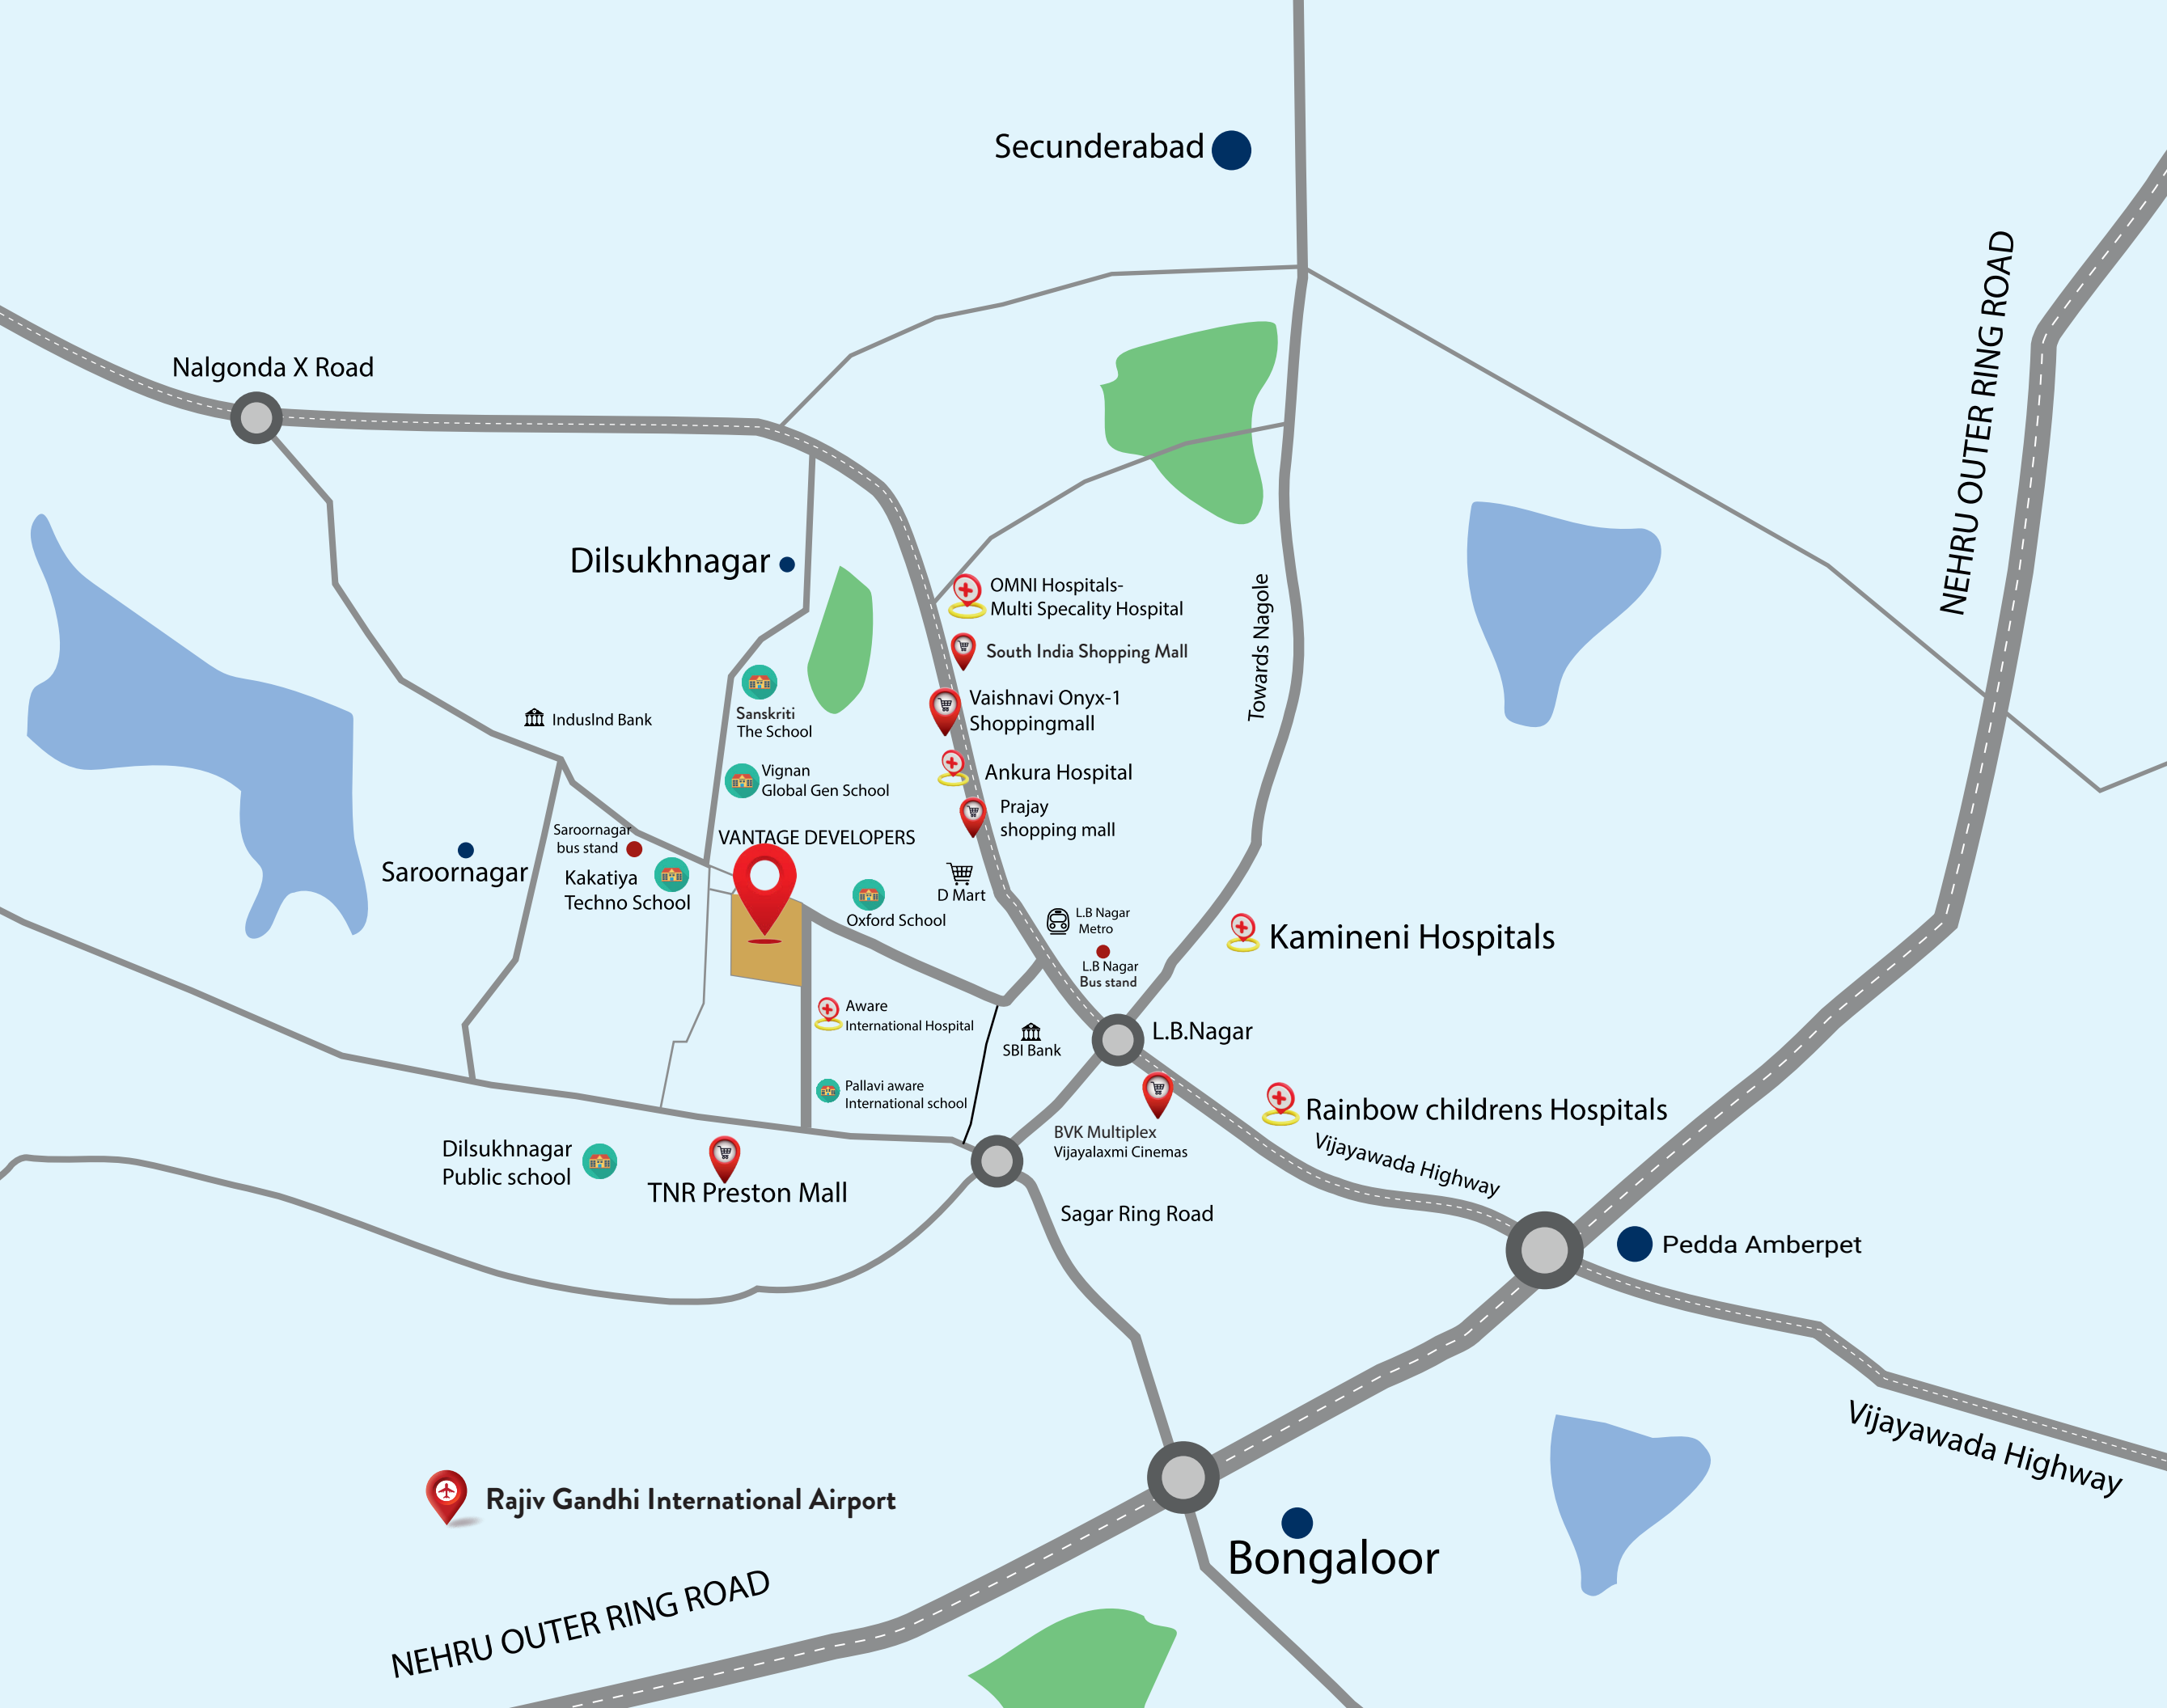 Secunderabad
NEHRU OUTER RING ROAD
Nalgonda X Road
Dilsukhnagar
OMNI Hospitals-
Multi Specality Hospital
Towards Nagole
South India Shopping Mall
Vaishnavi Onyx-1
Shoppingmall
IndusInd Bank
Sanskriti
The School
Vignan
Global Gen School
Ankura Hospital
Prajay
shopping mall
Saroornagar
bus stand
VANTAGE DEVELOPERS
Saroornagar
Kakatiya
Techno School
Oxford School
D Mart
L.B Nagar
Metro
L.B Nagar
Bus stand
Kamineni Hospitals
Aware
International Hospital
SBI Bank
L.B.Nagar
Pallavi aware
International school
BVK Multiplex
Vijayalaxmi Cinemas
Rainbow childrens Hospitals
Vijayawada Highway
Dilsukhnagar
Public school
TNR Preston Mall
Sagar Ring Road
Pedda Amberpet
Vijayawada Highway
Rajiv Gandhi International Airport
Bongaloor
NEHRU OUTER RING ROAD